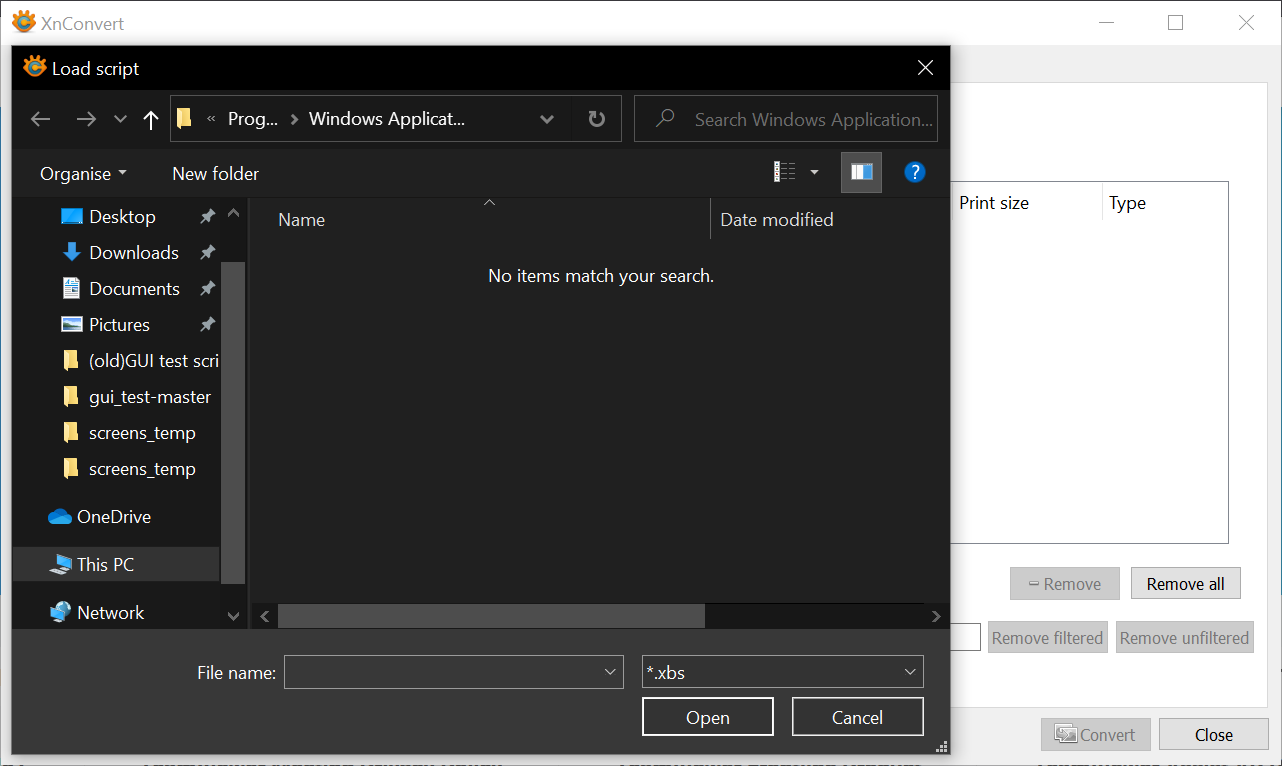 XnConvert
Load script
« Prog... > Windows Applicat...
Search Windows Application...
Organise
New folder
?
Desktop
Downloads
Documents
Pictures
(old)GUI test scri
gui_test-master
screens_temp
screens_temp
OneDrive
This PC
Network
Name
Date modified
No items match your search.
Print size
Type
Remove
Remove all
Remove filtered
Remove unfiltered
File name:
*.xbs
Open
Cancel
Convert
Close